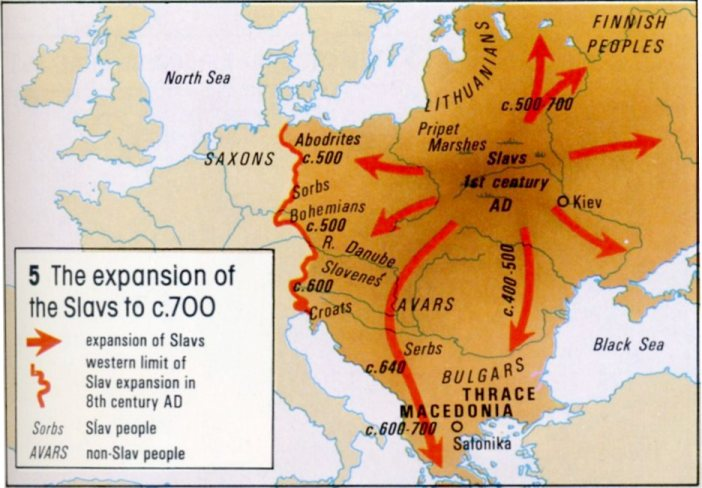 FINNISH
PEOPLES
LITHUANIANS
North Sea
c.500-700
Pripet
Marshes
Abodrites
c.500
SAXONS
Slavs
1st century
AD
Sorbs
Kiev
Bohemians
c.500
R. Danube
Slovenes
c.600
c.400-500
Croats
AVARS
Black Sea
Serbs
c.640
BULGARS
THRACE
MACEDONIA
c.600-700
Salonika
5 The expansion of
the Slavs to c.700
expansion of Slavs
western limit of
Slav expansion in
8th century AD
Sorbs Slav people
AVARS non-Slav people